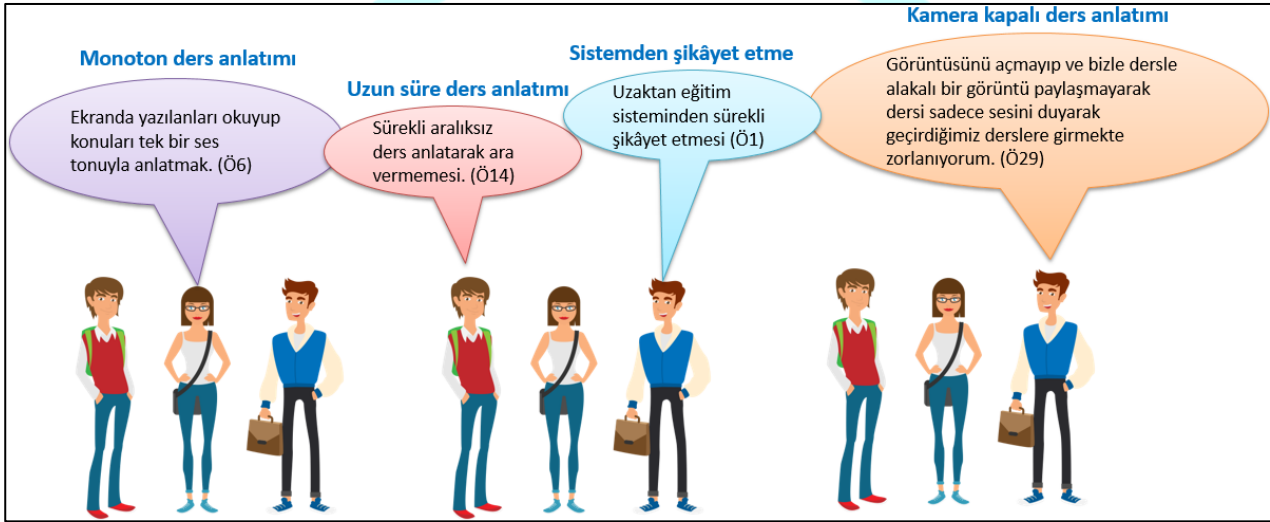 Monoton ders anlatımı
Ekranda yazılanları okuyup
konuları tek bir ses
tonuyla anlatmak. (Ö6)
Uzun süre ders anlatımı
Sürekli aralıksız
ders anlatarak ara
vermemesi. (Ö14)
Sistemden şikâyet etme
Uzaktan eğitim
sisteminden sürekli
şikâyet etmesi (Ö1)
Kamera kapalı ders anlatımı
Görüntüsünü açmayıp ve bizle dersle
alakalı bir görüntü paylaşmayarak
dersi sadece sesini duyarak
geçirdiğimiz derslere girmekte
zorlanıyorum. (Ö29)